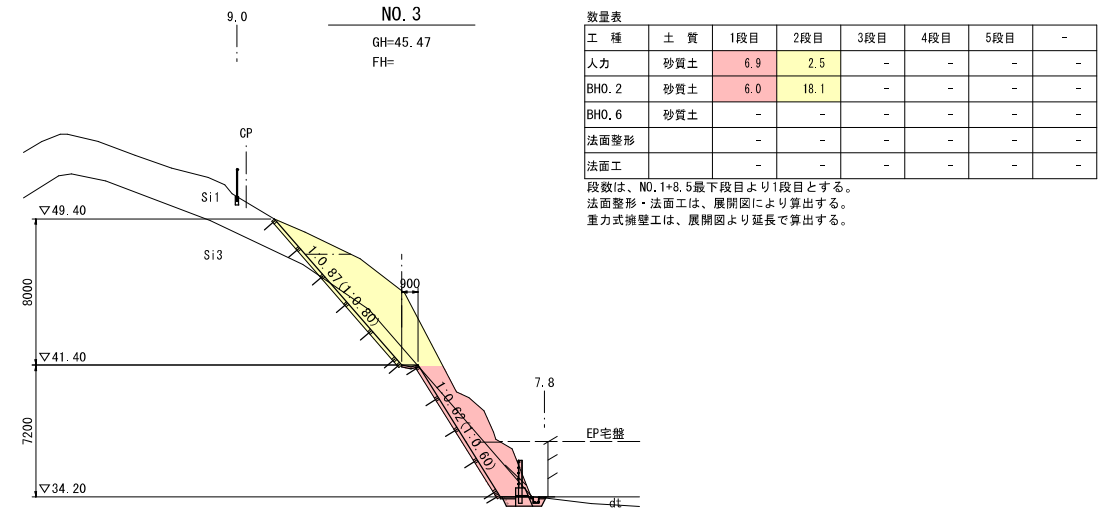 9.0
NO.3
GH=45.47
FH=
CP
Si1
▽49.40
Si3
1:0.87(1:0.80)
900
8000
▽41.40
7.8
1:0.62(1:0.60)
EP宅盤
7200
▽34.20
dt
数量表
工 種 土 質 1段目 2段目 3段目 4段目 5段目 -
人力 砂質土 6.9 2.5 - - - -
BH0.2 砂質土 6.0 18.1 - - - -
BH0.6 砂質土 - - - - - -
法面整形 - - - - - -
法面工 - - - - - -
段数は、NO.1+8.5最下段目より1段目とする。
法面整形・法面工は、展開図により算出する。
重力式擁壁工は、展開図より延長で算出する。